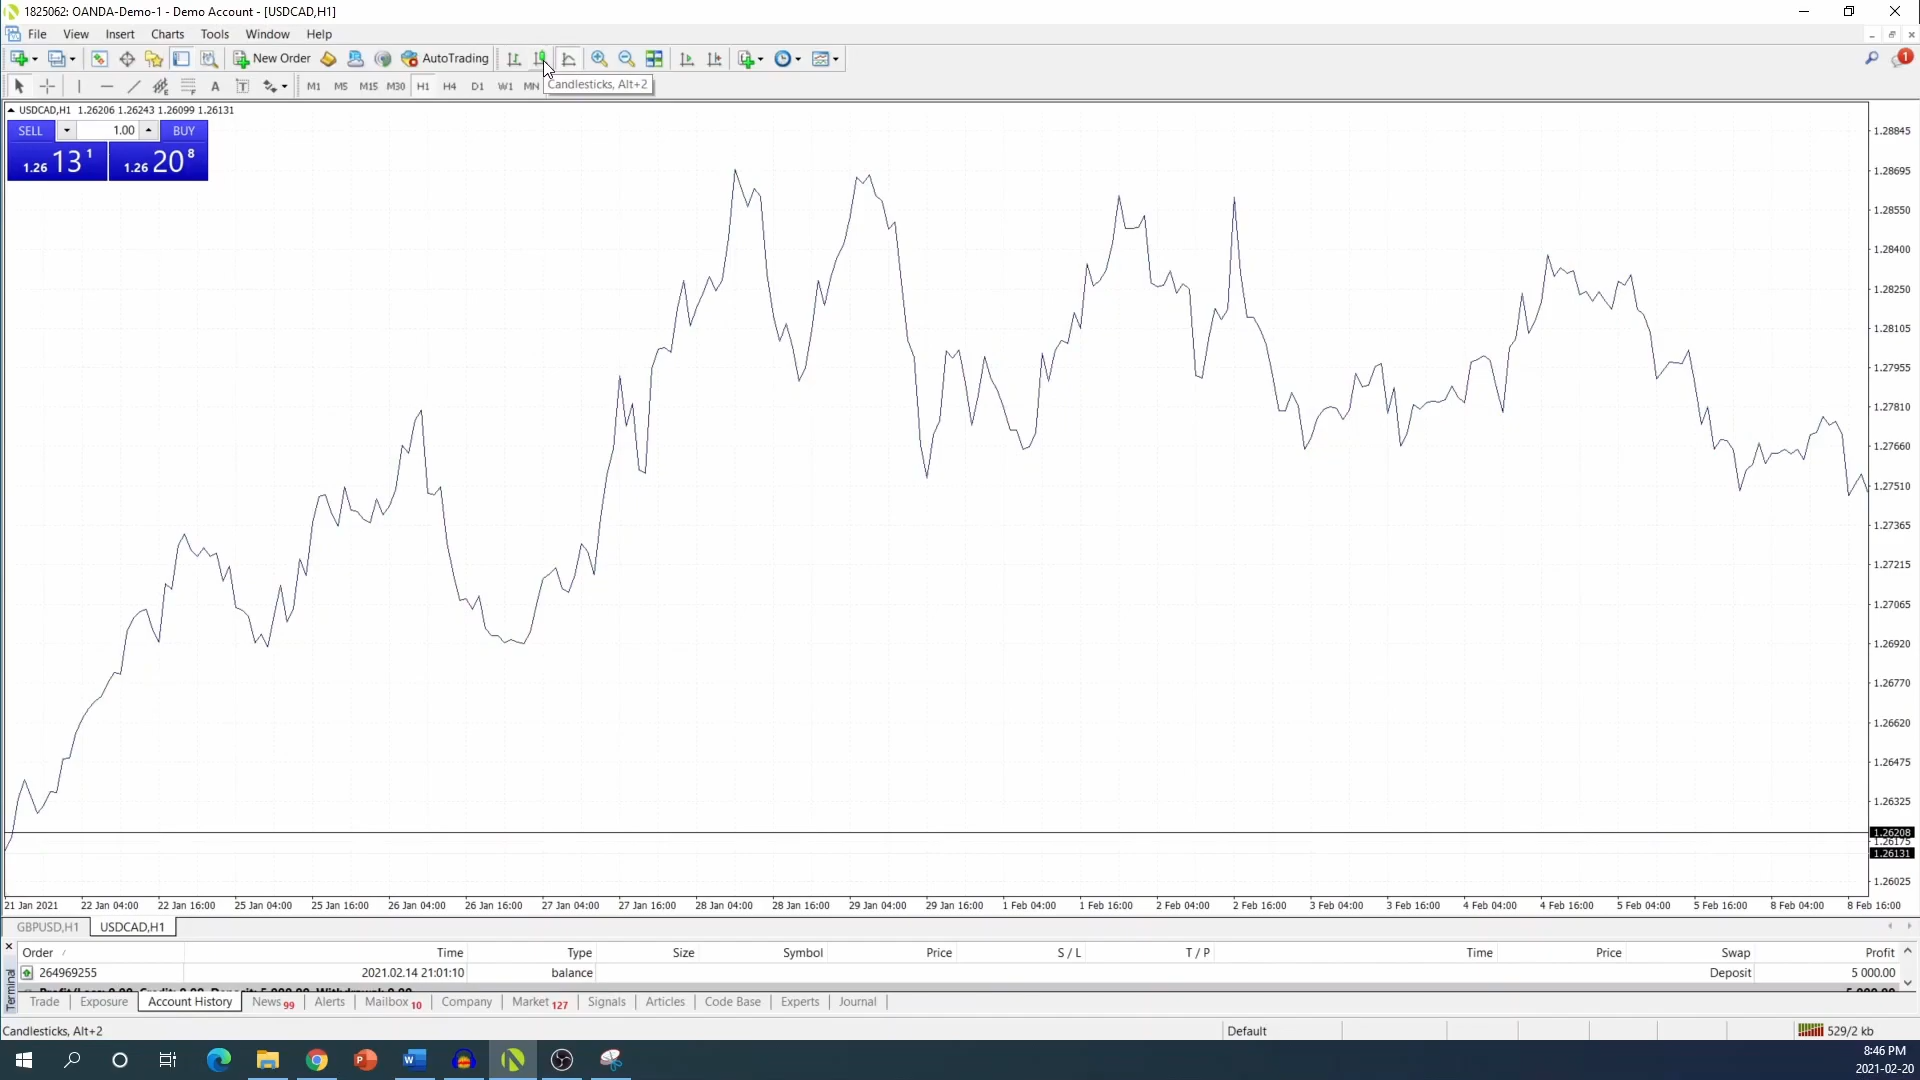 1825062: OANDA-Demo-1 - Demo Account - [USDCAD,H1]
File View Insert Charts Tools Window Help
New Order AutoTrading
A T M1 M5 M15 M30 H1 H4 D1 W1 MN Candlesticks, Alt+2
USDCAD,H1 1.26206 1.26243 1.26099 1.26131
SELL 1.00 BUY
1.26 13 1 1.26 20 8
1.28845
1.28695
1.28550
1.28400
1.28250
1.28105
1.27955
1.27810
1.27660
1.27510
1.27365
1.27215
1.27065
1.26920
1.26770
1.26620
1.26475
1.26325
1.26208
1.26175
1.26131
1.26025
21 Jan 2021 22 Jan 04:00 22 Jan 16:00 25 Jan 04:00 25 Jan 16:00 26 Jan 04:00 26 Jan 16:00 27 Jan 04:00 27 Jan 16:00 28 Jan 04:00 28 Jan 16:00 29 Jan 04:00 29 Jan 16:00 1 Feb 04:00 1 Feb 16:00 2 Feb 04:00 2 Feb 16:00 3 Feb 04:00 3 Feb 16:00 4 Feb 04:00 4 Feb 16:00 5 Feb 04:00 5 Feb 16:00 8 Feb 04:00 8 Feb 16:00
GBPUSD,H1 USDCAD,H1
Order / Time Type Size Symbol Price S / L T / P Time Price Swap Profit
264969255 2021.02.14 21:01:10 balance Deposit 5 000.00
Terminal
Trade Exposure Account History News 99 Alerts Mailbox 10 Company Market 127 Signals Articles Code Base Experts Journal
Candlesticks, Alt+2 Default 529/2 kb
8:46 PM
2021-02-20